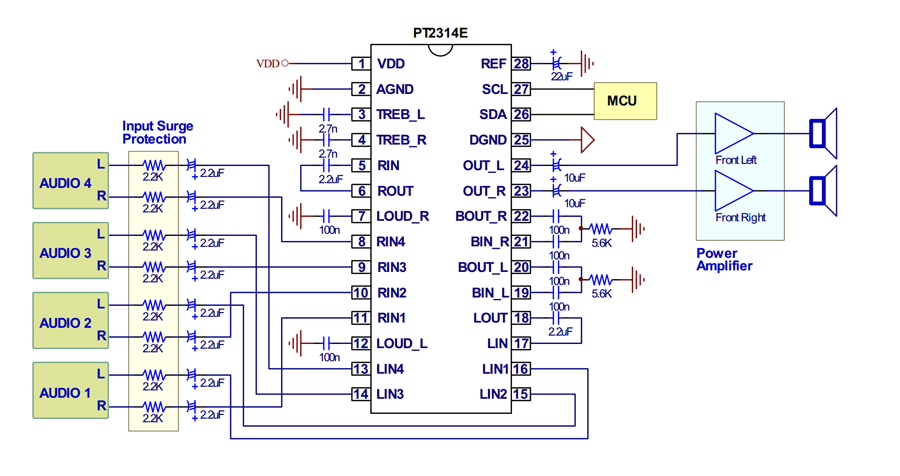 PT2314E
VDD
1 VDD
2 AGND
3 TREB_L
2.7n
4 TREB_R
2.7n
5 RIN
2.2uF
6 ROUT
7 LOUD_R
100n
8 RIN4
9 RIN3
10 RIN2
11 RIN1
12 LOUD_L
100n
13 LIN4
14 LIN3
REF 28
+
22uF
SCL 27
SDA 26
MCU
DGND 25
OUT_L 24
+
10uF
OUT_R 23
+
10uF
BOUT_R 22
100n
BIN_R 21
100n
5.6K
BOUT_L 20
100n
BIN_L 19
100n
5.6K
LOUT 18
2.2uF
LIN 17
LIN1 16
LIN2 15
Front Left
Front Right
Power
Amplifier
Input Surge
Protection
AUDIO 4
L
2.2K
+ 2.2uF
R
2.2K
+ 2.2uF
AUDIO 3
L
2.2K
+ 2.2uF
R
2.2K
+ 2.2uF
AUDIO 2
L
2.2K
+ 2.2uF
R
2.2K
+ 2.2uF
AUDIO 1
L
2.2K
+ 2.2uF
R
2.2K
+ 2.2uF